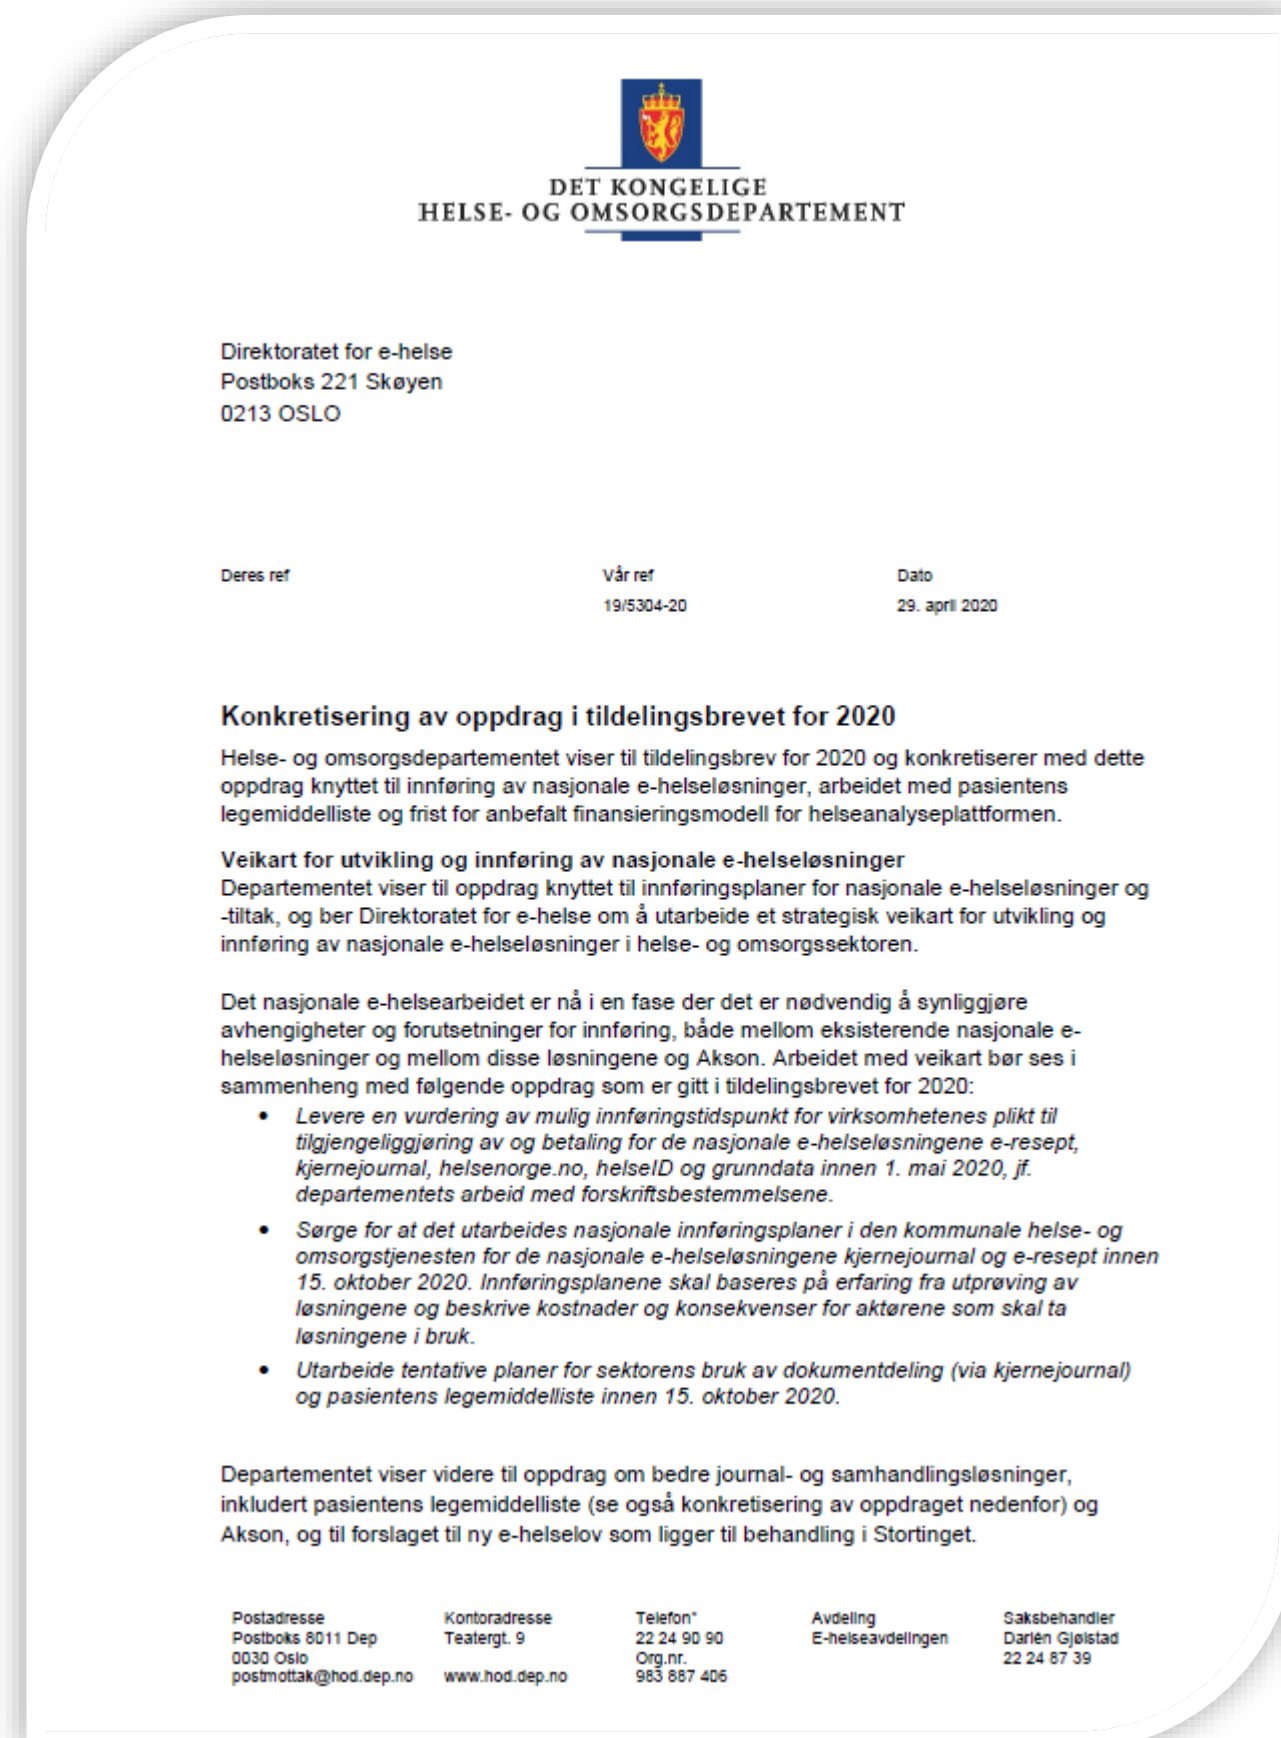 DET KONGELIGE
HELSE- OG OMSORGSDEPARTEMENT
Direktoratet for e-helse
Postboks 221 Skøyen
0213 OSLO
Deres ref
Vår ref
Dato
19/5304-20
29. april 2020
Konkretisering av oppdrag i tildelingsbrevet for 2020
Helse- og omsorgsdepartementet viser til tildelingsbrev for 2020 og konkretiserer med dette
oppdrag knyttet til innføring av nasjonale e-helseløsninger, arbeidet med pasientens
legemiddelliste og frist for anbefalt finansieringsmodell for helseanalyseplattformen.
Veikart for utvikling og innføring av nasjonale e-helseløsninger
Departementet viser til oppdrag knyttet til innføringsplaner for nasjonale e-helseløsninger og
-tiltak, og ber Direktoratet for e-helse om å utarbeide et strategisk veikart for utvikling og
innføring av nasjonale e-helseløsninger i helse- og omsorgssektoren.
Det nasjonale e-helsearbeidet er nå i en fase der det er nødvendig å synliggjøre
avhengigheter og forutsetninger for innføring, både mellom eksisterende nasjonale e-
helseløsninger og mellom disse løsningene og Akson. Arbeidet med veikart bør ses i
sammenheng med følgende oppdrag som er gitt i tildelingsbrevet for 2020:
• Levere en vurdering av mulig innføringstidspunkt for virksomhetenes plikt til
tilgjengeliggjøring av og betaling for de nasjonale e-helseløsningene e-resept,
kjernejournal, helsenorge.no, helseID og grunndata innen 1. mai 2020, jf.
departementets arbeid med forskriftsbestemmelsene.
• Sørge for at det utarbeides nasjonale innføringsplaner i den kommunale helse- og
omsorgstjenesten for de nasjonale e-helseløsningene kjernejournal og e-resept innen
15. oktober 2020. Innføringsplanene skal baseres på erfaring fra utprøving av
løsningene og beskrive kostnader og konsekvenser for aktørene som skal ta
løsningene i bruk.
• Utarbeide tentative planer for sektorens bruk av dokumentdeling (via kjernejournal)
og pasientens legemiddelliste innen 15. oktober 2020.
Departementet viser videre til oppdrag om bedre journal- og samhandlingsløsninger,
inkludert pasientens legemiddelliste (se også konkretisering av oppdraget nedenfor) og
Akson, og til forslaget til ny e-helselov som ligger til behandling i Stortinget.
Postadresse
Postboks 8011 Dep
0030 Oslo
postmottak@hod.dep.no
Kontoradresse
Teatergt. 9
www.hod.dep.no
Telefon*
22 24 90 90
Org.nr.
983 887 406
Avdeling
E-helseavdelingen
Saksbehandler
Darlén Gjølstad
22 24 87 39